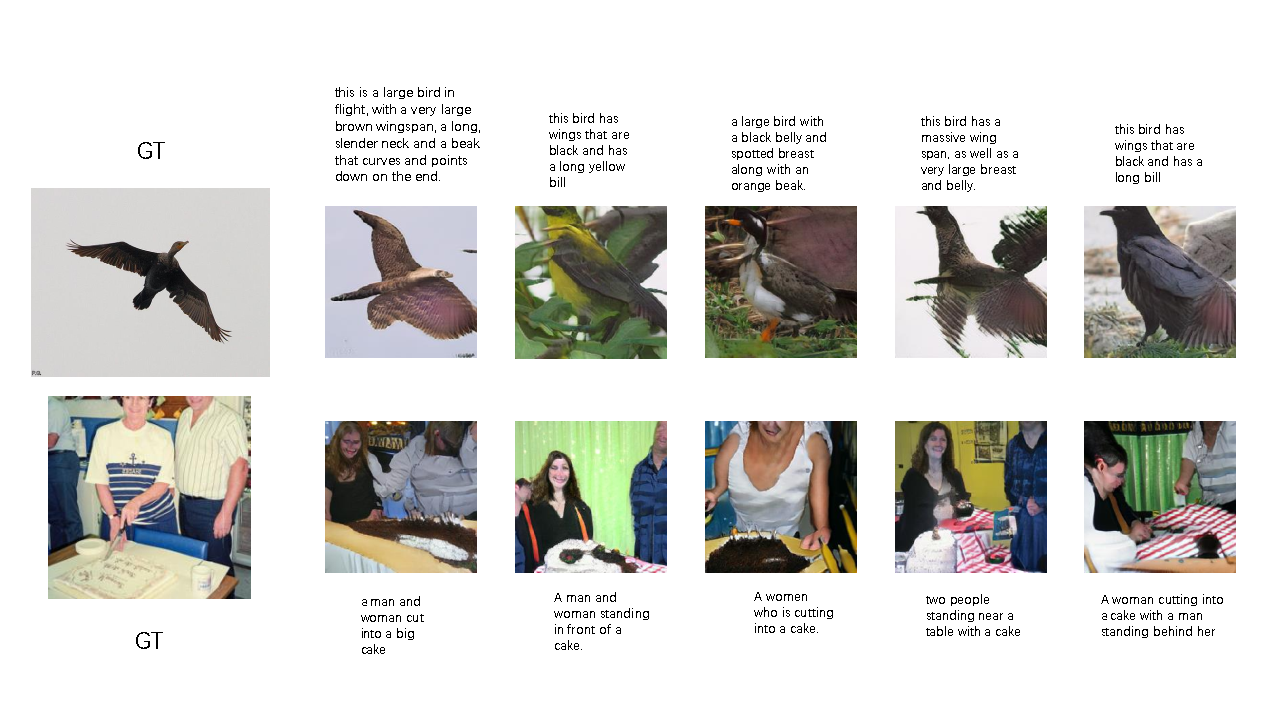 GT
this is a large bird in
flight, with a very large
brown wingspan, a long,
slender neck and a beak
that curves and points
down on the end.
this bird has
wings that are
black and has
a long yellow
bill
a large bird with
a black belly and
spotted breast
along with an
orange beak.
this bird has a
massive wing
span, as well as a
very large breast
and belly.
this bird has
wings that are
black and has a
long bill
a man and
woman cut
into a big
cake
A man and
woman standing
in front of a
cake.
A women
who is cutting
into a cake.
two people
standing near a
table with a cake
A woman cutting into
a cake with a man
standing behind her
GT